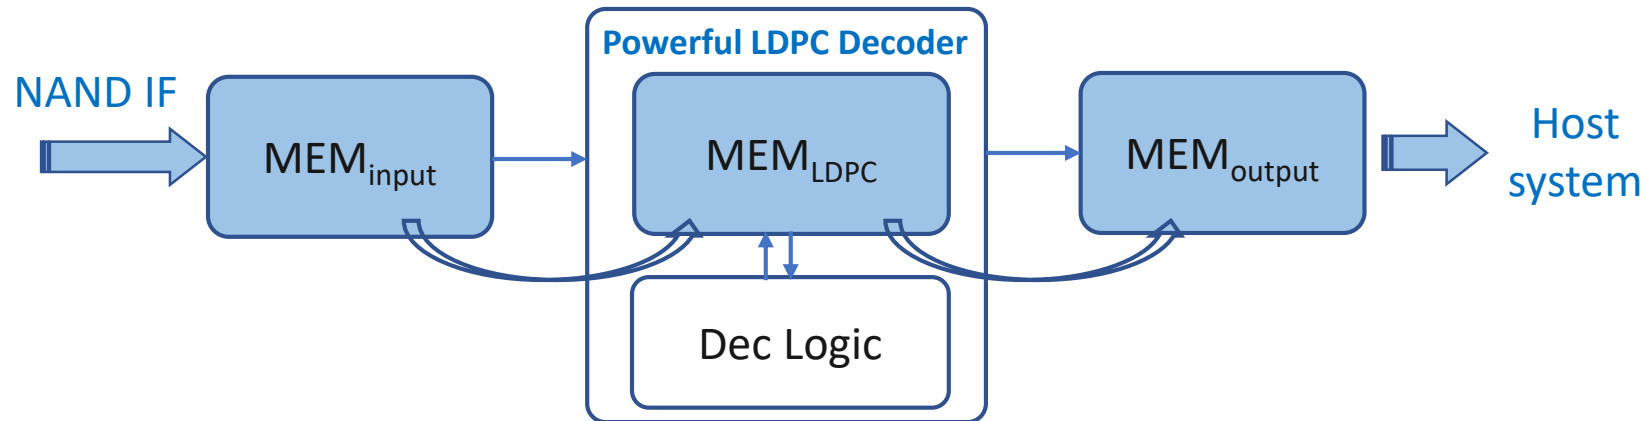 Powerful LDPC Decoder
NAND IF
MEMinput
MEMLDPC
MEMoutput
Host
system
Dec Logic